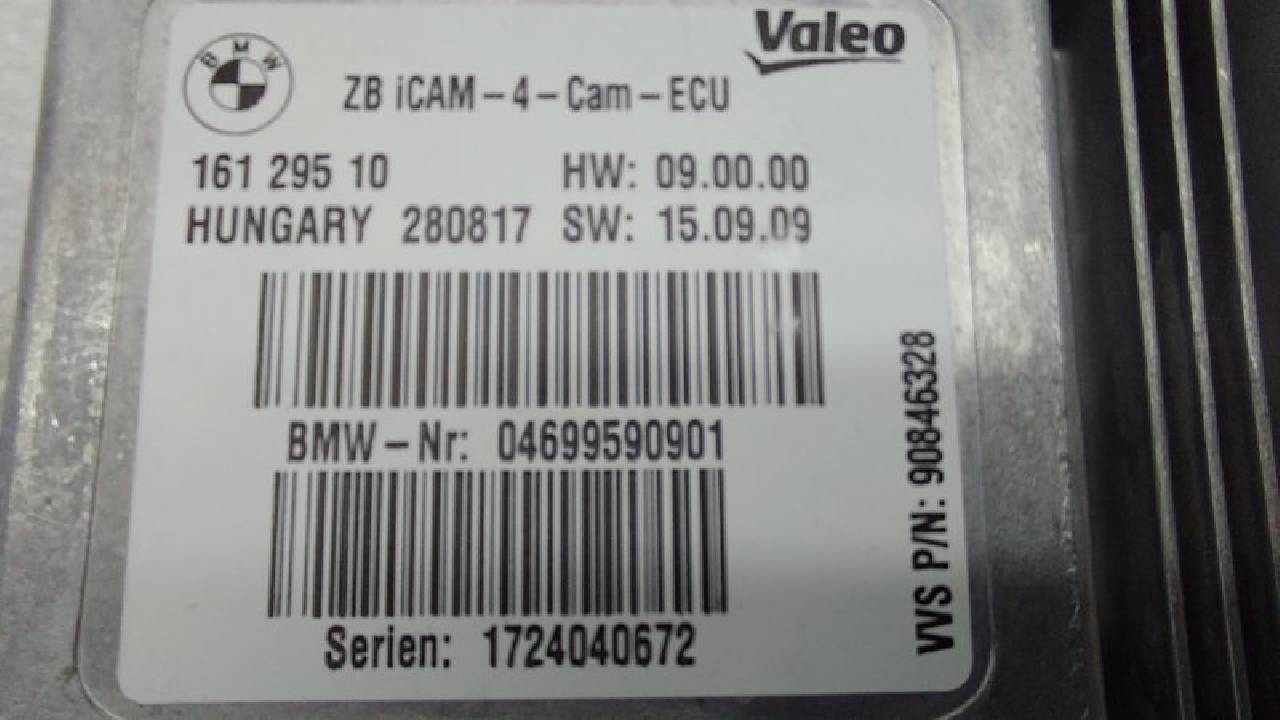 BMW
Valeo
ZB iCAM-4-Cam-ECU
161 295 10 HW: 09.00.00
HUNGARY 280817 SW: 15.09.09
BMW-Nr: 04699590901
Serien: 1724040672
VVS P/N: 90846328